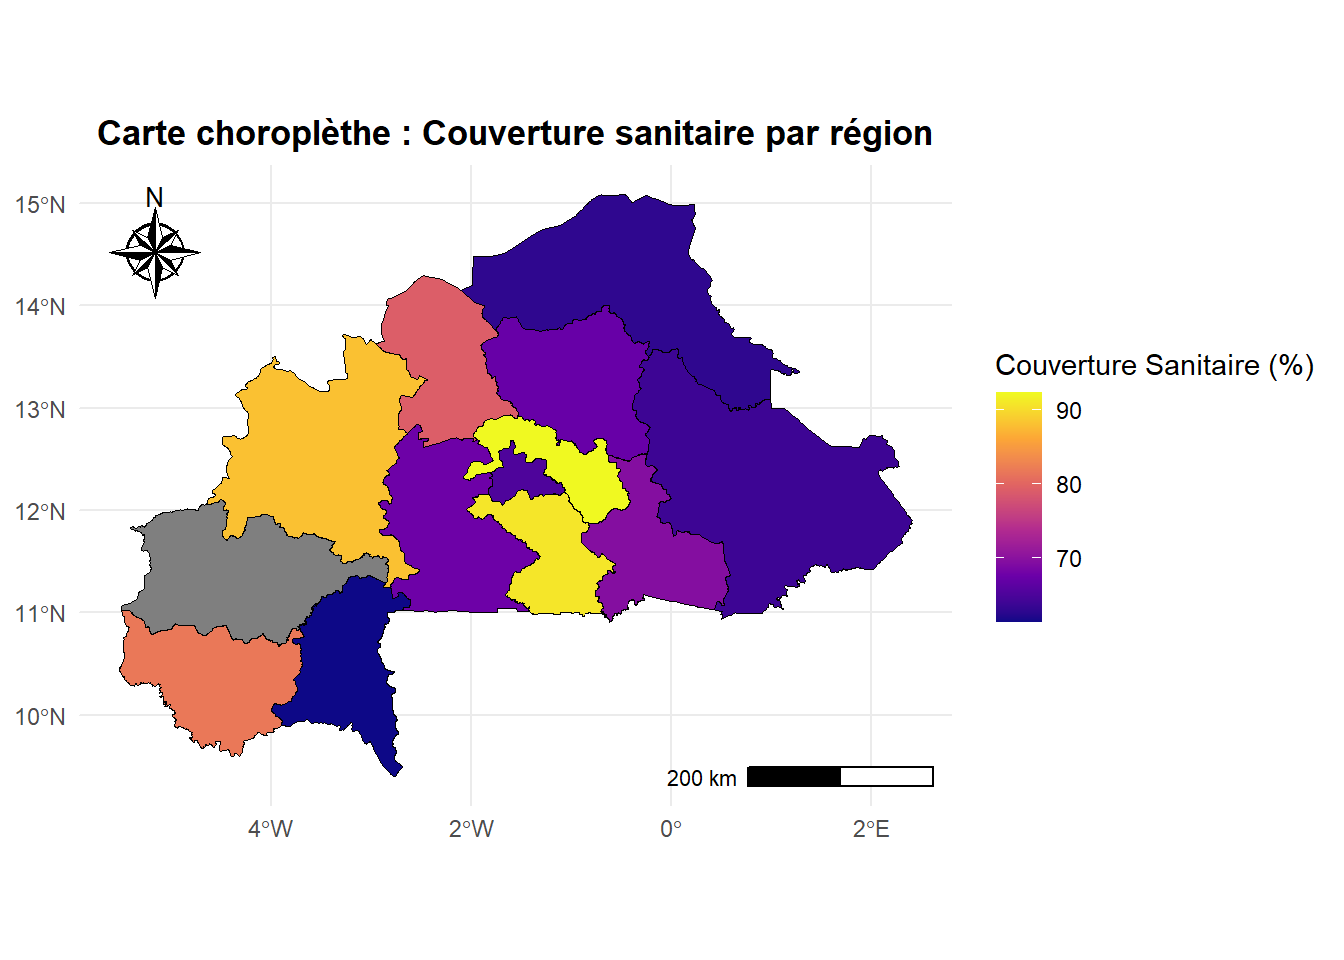 Carte choroplèthe : Couverture sanitaire par région
N
15°N
14°N
13°N
12°N
11°N
10°N
4°W
2°W
0°
2°E
200 km
Couverture Sanitaire (%)
90
80
70